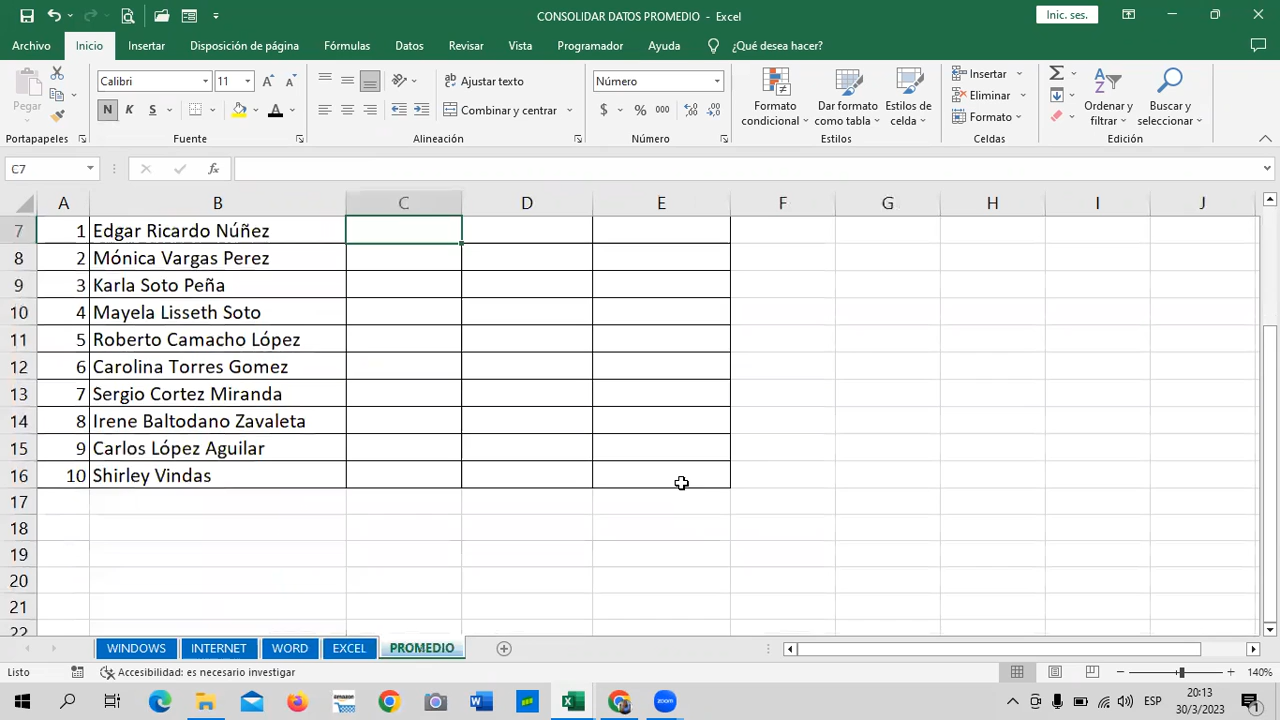 CONSOLIDAR DATOS PROMEDIO - Excel
Inic. ses.
Archivo Inicio Insertar Disposición de página Fórmulas Datos Revisar Vista Programador Ayuda ¿Qué desea hacer?
Pegar
Calibri 11
N K S
Ajustar texto
Combinar y centrar
Número
$ % 000
Formato condicional
Dar formato como tabla
Estilos de celda
Insertar
Eliminar
Formato
Ordenar y filtrar
Buscar y seleccionar
Portapapeles Fuente Alineación Número Estilos Celdas Edición
C7 fx
A B C D E F G H I J
7 1 Edgar Ricardo Núñez
8 2 Mónica Vargas Perez
9 3 Karla Soto Peña
10 4 Mayela Lisseth Soto
11 5 Roberto Camacho López
12 6 Carolina Torres Gomez
13 7 Sergio Cortez Miranda
14 8 Irene Baltodano Zavaleta
15 9 Carlos López Aguilar
16 10 Shirley Vindas
17
18
19
20
21
22
WINDOWS INTERNET WORD EXCEL PROMEDIO
Listo Accesibilidad: es necesario investigar 140%
amazon zoom ESP 20:13
30/3/2023